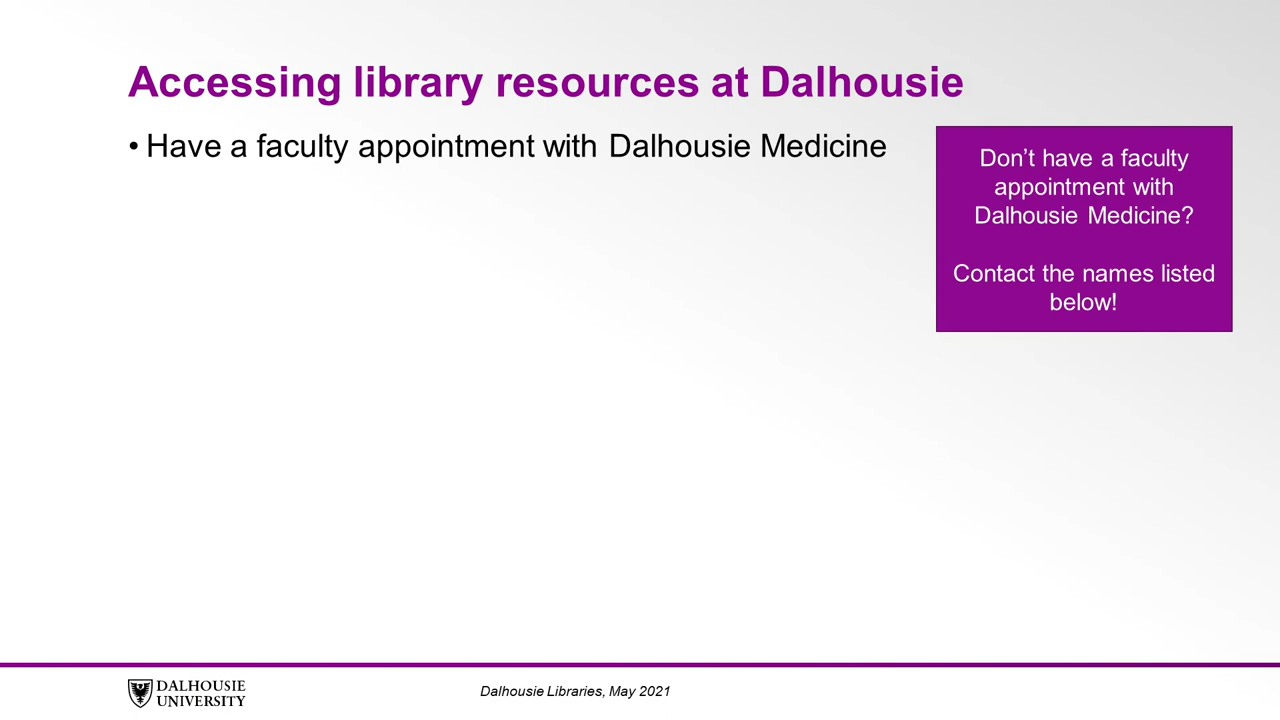 Accessing library resources at Dalhousie
• Have a faculty appointment with Dalhousie Medicine
Don’t have a faculty
appointment with
Dalhousie Medicine?
Contact the names listed
below!
DALHOUSIE
UNIVERSITY
Dalhousie Libraries, May 2021